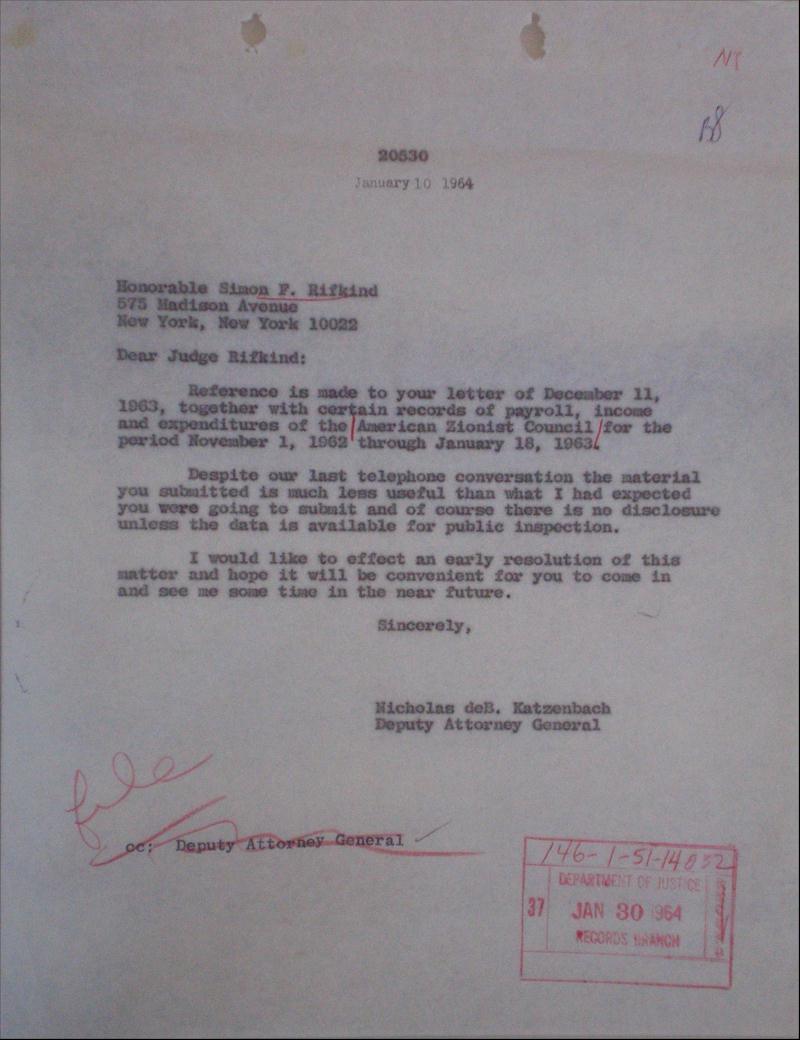 20530
January 10 1964
Honorable Simon F. Rifkind
575 Madison Avenue
New York, New York 10022
Dear Judge Rifkind:
Reference is made to your letter of December 11,
1963, together with certain records of payroll, income
and expenditures of the American Zionist Council for the
period November 1, 1962 through January 18, 1963.
Despite our last telephone conversation the material
you submitted is much less useful than what I had expected
you were going to submit and of course there is no disclosure
unless the data is available for public inspection.
I would like to effect an early resolution of this
matter and hope it will be convenient for you to come in
and see me some time in the near future.
Sincerely,
Nicholas deB. Katzenbach
Deputy Attorney General
file
cc: Deputy Attorney General
146-1-51-14852
DEPARTMENT OF JUSTICE
37 JAN 30 1964
RECORDS BRANCH